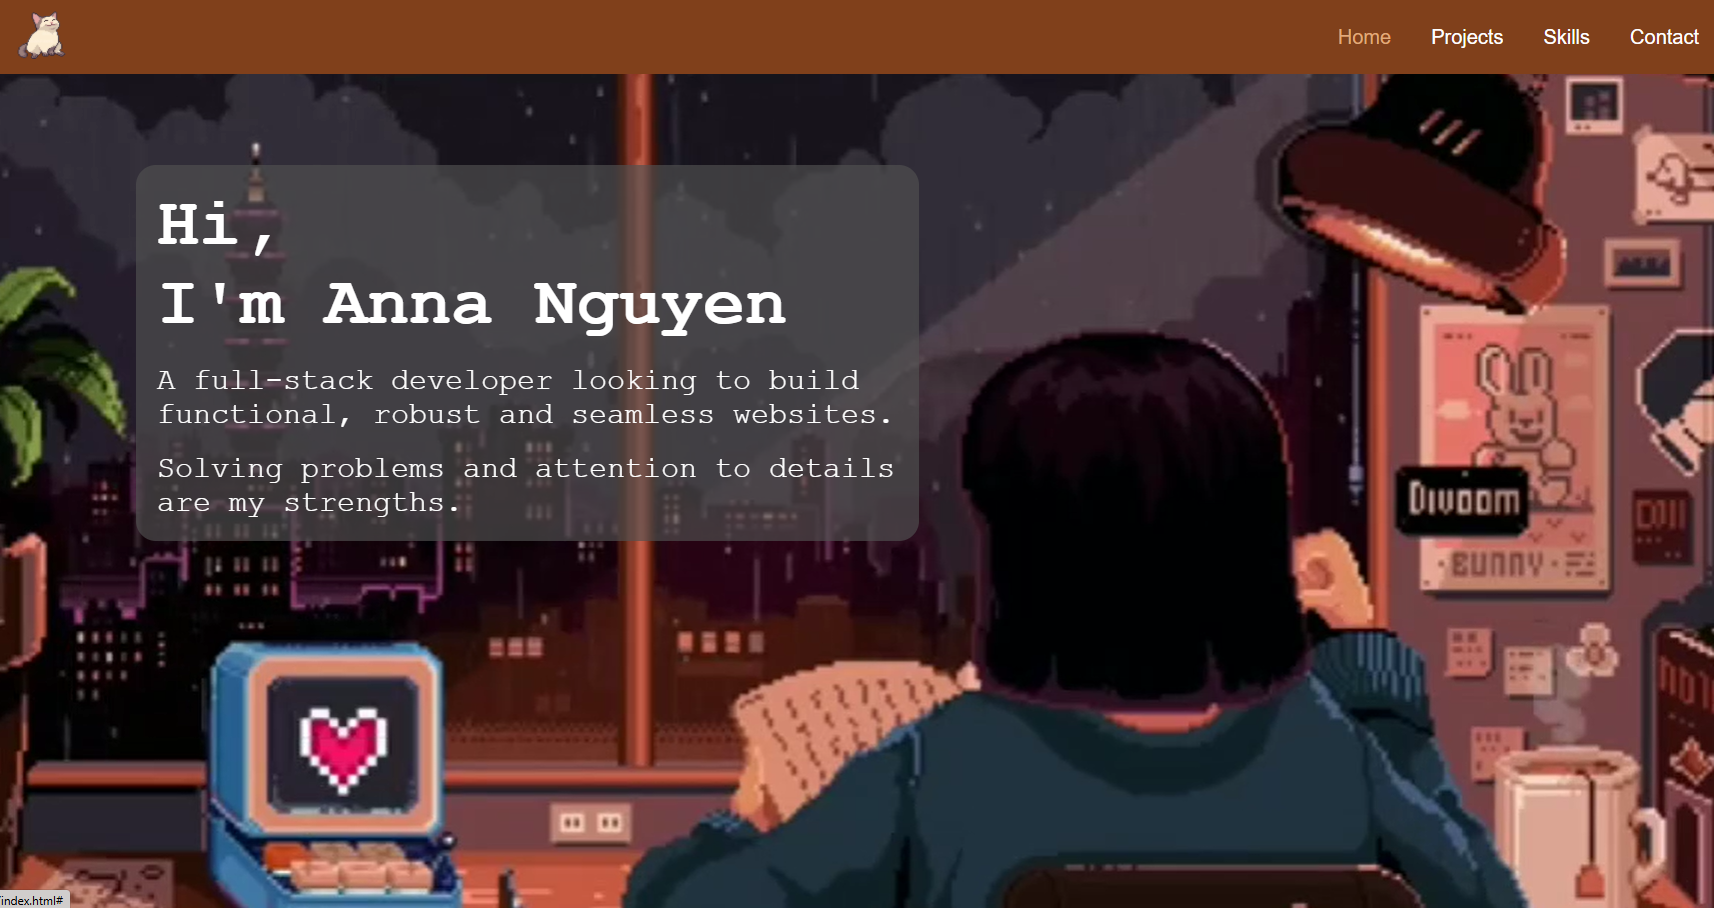 Home Projects Skills Contact
Hi,
I'm Anna Nguyen
A full-stack developer looking to build
functional, robust and seamless websites.
Solving problems and attention to details
are my strengths.
Divoom
BUNNY
/index.html#